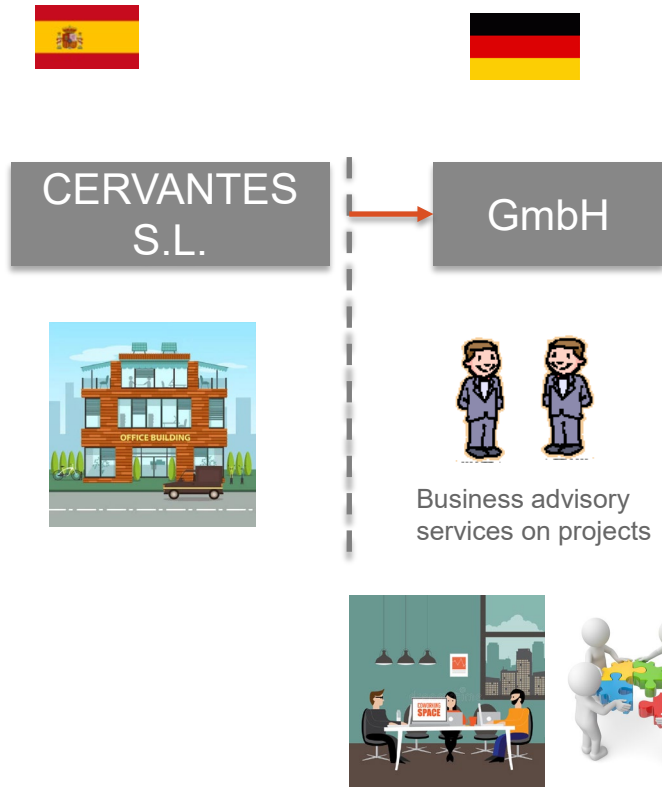 CERVANTES
S.L.
GmbH
OFFICE BUILDING
Business advisory
services on projects
COWORKING
SPACE